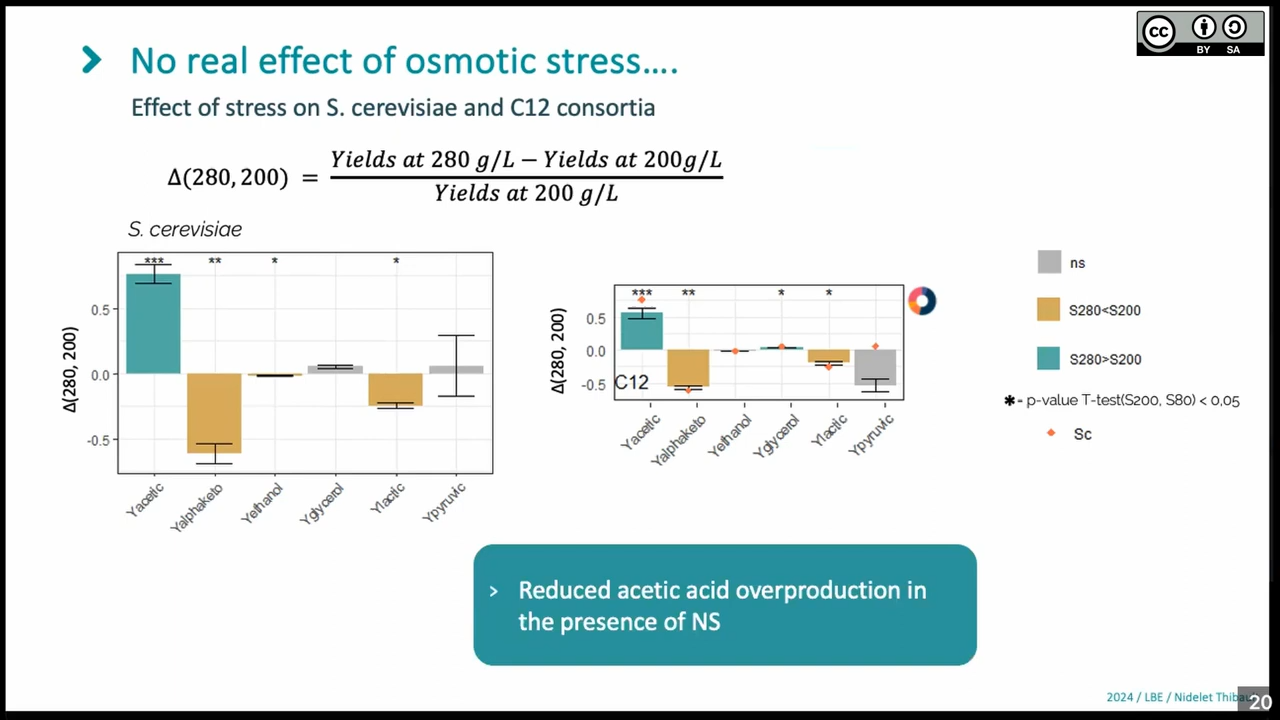 No real effect of osmotic stress....
Effect of stress on S. cerevisiae and C12 consortia
Δ(280, 200) = Yields at 280 g/L − Yields at 200g/L
Yields at 200 g/L
S. cerevisiae
*** ** * *
0.5
0.0
-0.5
Δ(280, 200)
Yacetic
Yalphaketo
Yethanol
Yglycerol
Ylactic
Ypyruvic
*** ** * *
0.5
0.0
-0.5
Δ(280, 200)
C12
Yacetic
Yalphaketo
Yethanol
Yglycerol
Ylactic
Ypyruvic
ns
S280<S200
S280>S200
*= p-value T-test(S200, S80) < 0,05
Sc
> Reduced acetic acid overproduction in
the presence of NS
cc BY SA
2024 / LBE / Nidelet
20